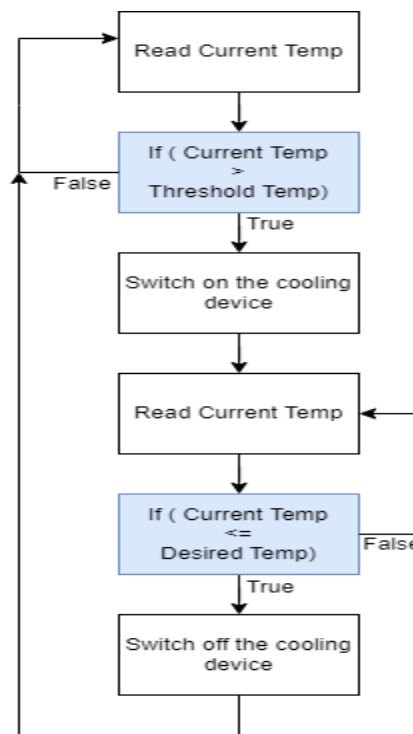 Read Current Temp
If ( Current Temp
>
Threshold Temp)
False
True
Switch on the cooling
device
Read Current Temp
If ( Current Temp
<=
Desired Temp)
False
True
Switch off the cooling
device